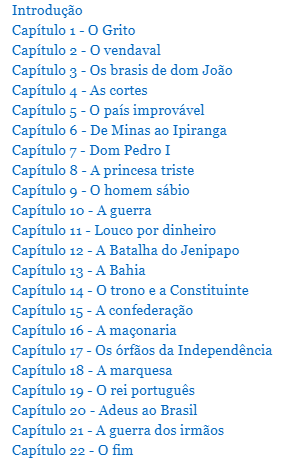 Introdução
Capítulo 1 - O Grito
Capítulo 2 - O vendaval
Capítulo 3 - Os brasis de dom João
Capítulo 4 - As cortes
Capítulo 5 - O país improvável
Capítulo 6 - De Minas ao Ipiranga
Capítulo 7 - Dom Pedro I
Capítulo 8 - A princesa triste
Capítulo 9 - O homem sábio
Capítulo 10 - A guerra
Capítulo 11 - Louco por dinheiro
Capítulo 12 - A Batalha do Jenipapo
Capítulo 13 - A Bahia
Capítulo 14 - O trono e a Constituinte
Capítulo 15 - A confederação
Capítulo 16 - A maçonaria
Capítulo 17 - Os órfãos da Independência
Capítulo 18 - A marquesa
Capítulo 19 - O rei português
Capítulo 20 - Adeus ao Brasil
Capítulo 21 - A guerra dos irmãos
Capítulo 22 - O fim